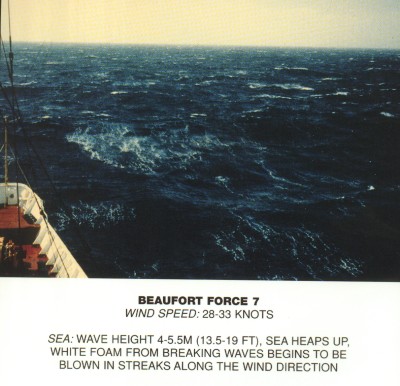 BEAUFORT FORCE 7
WIND SPEED: 28-33 KNOTS
SEA: WAVE HEIGHT 4-5.5M (13.5-19 FT), SEA HEAPS UP,
WHITE FOAM FROM BREAKING WAVES BEGINS TO BE
BLOWN IN STREAKS ALONG THE WIND DIRECTION